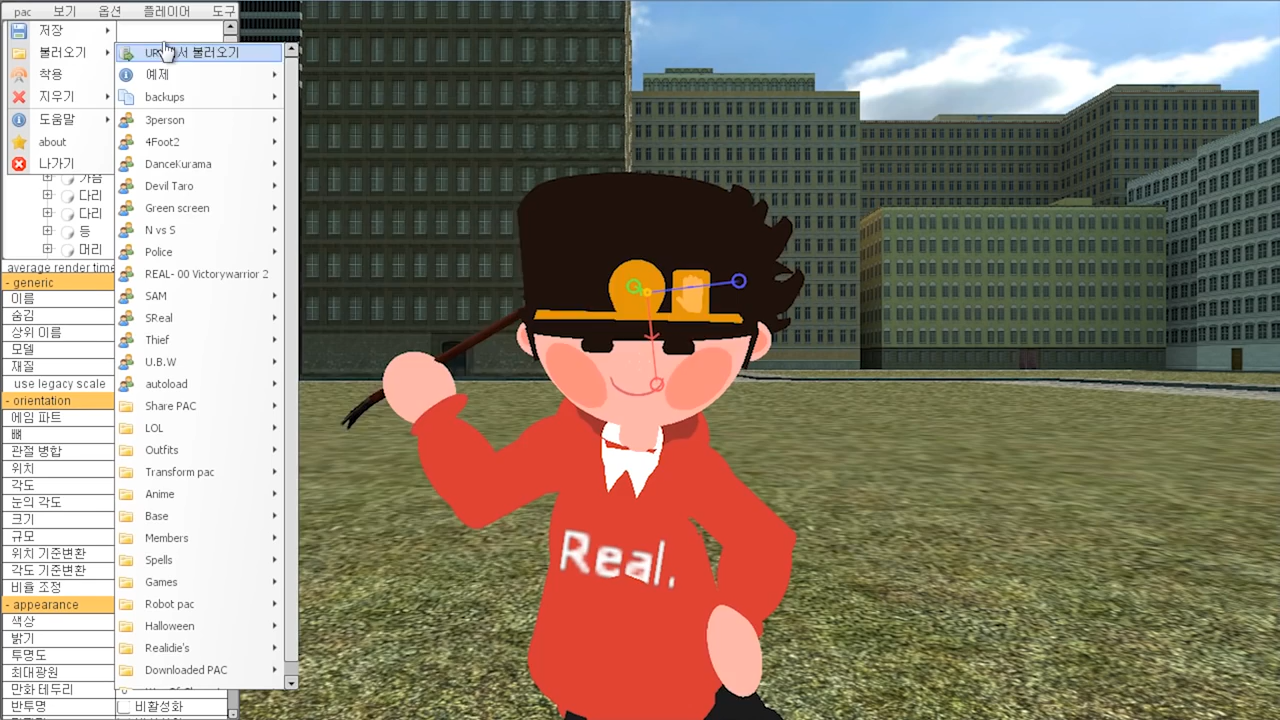 pac 보기 옵션 플레이어 도구
저장
불러오기
착용
지우기
도움말
about
나가기
가슴
다리
다리
등
머리
average render time
- generic
이름
숨김
상위 이름
모델
재질
use legacy scale
- orientation
에임 파트
뼈
관절 병합
위치
각도
눈의 각도
크기
규모
위치 기준변환
각도 기준변환
비율 조정
- appearance
색상
밝기
투명도
최대광원
만화 테두리
반투명
불러오기
예제
backups
3person
4Foot2
DanceKurama
Devil Taro
Green screen
N vs S
Police
REAL- 00 Victorywarrior 2
SAM
SReal
Thief
U.B.W
autoload
Share PAC
LOL
Outfits
Transform pac
Anime
Base
Members
Spells
Games
Robot pac
Halloween
Realidie's
Downloaded PAC
비활성화
Real.